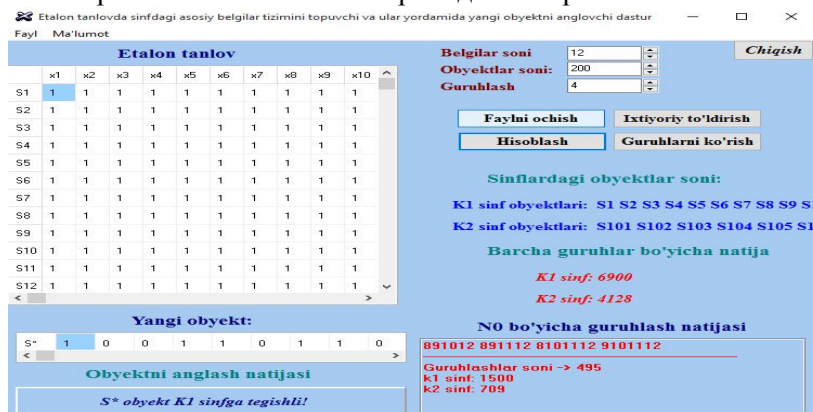 Etalon tanlovda sinfdagi asosiy belgilar tizimini topuvchi va ular yordamida yangi obyektni anglovchi dastur
Fayl Ma'lumot
Etalon tanlov
x1 x2 x3 x4 x5 x6 x7 x8 x9 x10
S1 1 1 1 1 1 1 1 1 1 1
S2 1 1 1 1 1 1 1 1 1 1
S3 1 1 1 1 1 1 1 1 1 1
S4 1 1 1 1 1 1 1 1 1 1
S5 1 1 1 1 1 1 1 1 1 1
S6 1 1 1 1 1 1 1 1 1 1
S7 1 1 1 1 1 1 1 1 1 1
S8 1 1 1 1 1 1 1 1 1 1
S9 1 1 1 1 1 1 1 1 1 1
S10 1 1 1 1 1 1 1 1 1 1
S11 1 1 1 1 1 1 1 1 1 1
S12 1 1 1 1 1 1 1 1 1 1
Yangi obyekt:
S* 1 0 0 1 1 0 1 1 0
Obyektni anglash natijasi
S* obyekt K1 sinfga tegishli!
Belgilar soni 12
Obyektlar soni: 200
Guruhlash 4
Chiqish
Faylni ochish Ixtiyoriy to'ldirish
Hisoblash Guruhlarni ko'rish
Sinflardagi obyektlar soni:
K1 sinf obyektlari: S1 S2 S3 S4 S5 S6 S7 S8 S9
K2 sinf obyektlari: S101 S102 S103 S104 S105
Barcha guruhlar bo'yicha natija
K1 sinf: 6900
K2 sinf: 4128
N0 bo'yicha guruhlash natijasi
891012 891112 8101112 9101112
Guruhlashlar soni -> 495
k1 sinf: 1500
k2 sinf: 709